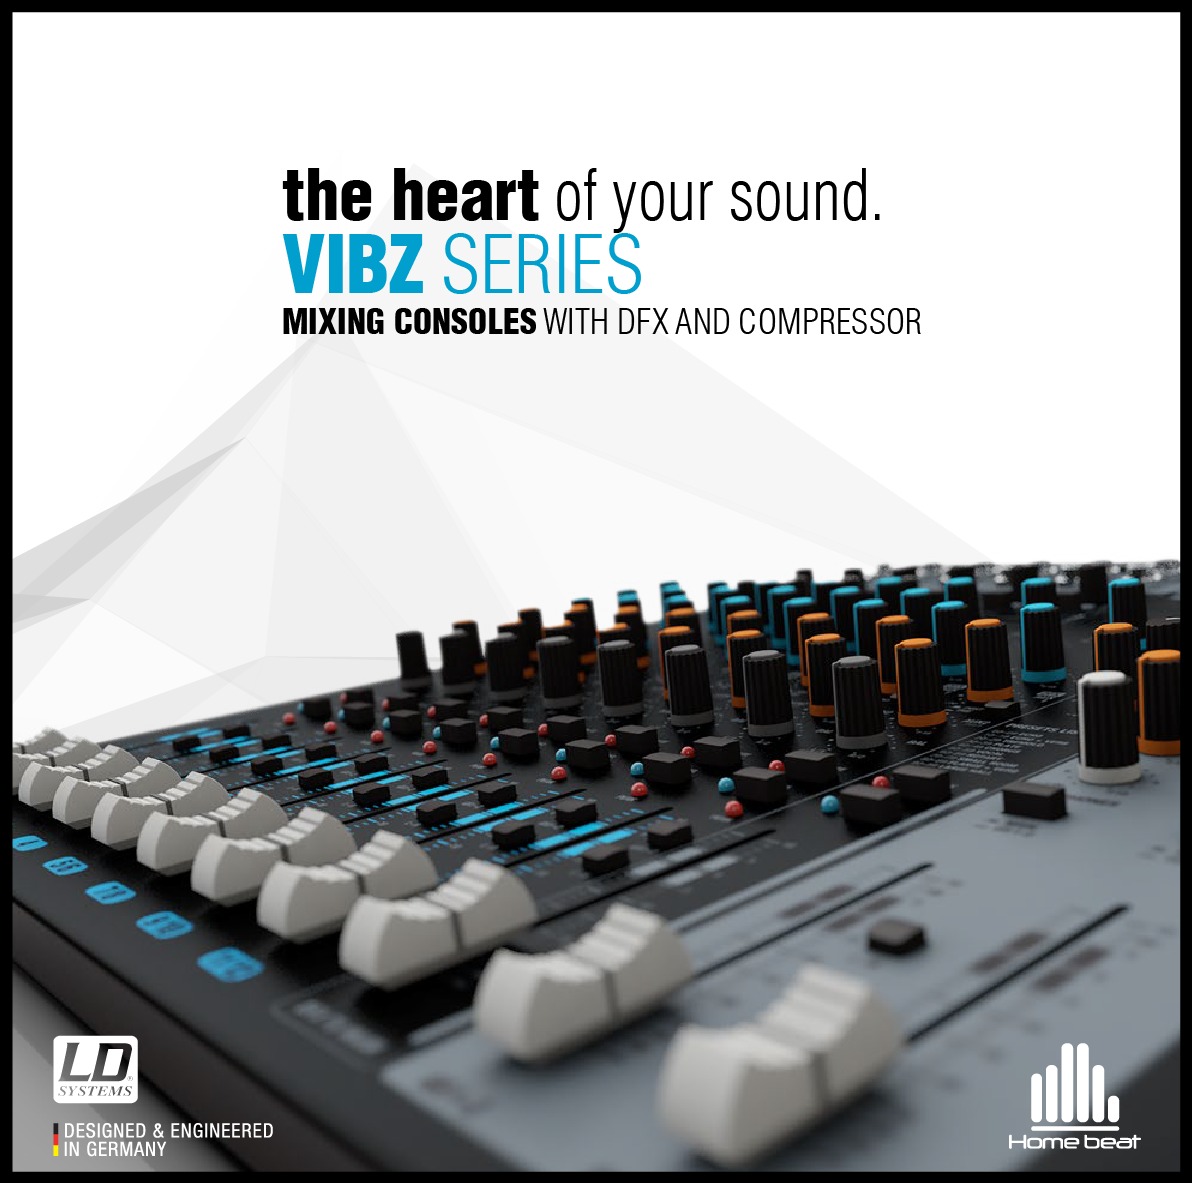 the heart of your sound.
VIBZ SERIES
MIXING CONSOLES WITH DFX AND COMPRESSOR
LD
SYSTEMS
DESIGNED & ENGINEERED
IN GERMANY
Home beat